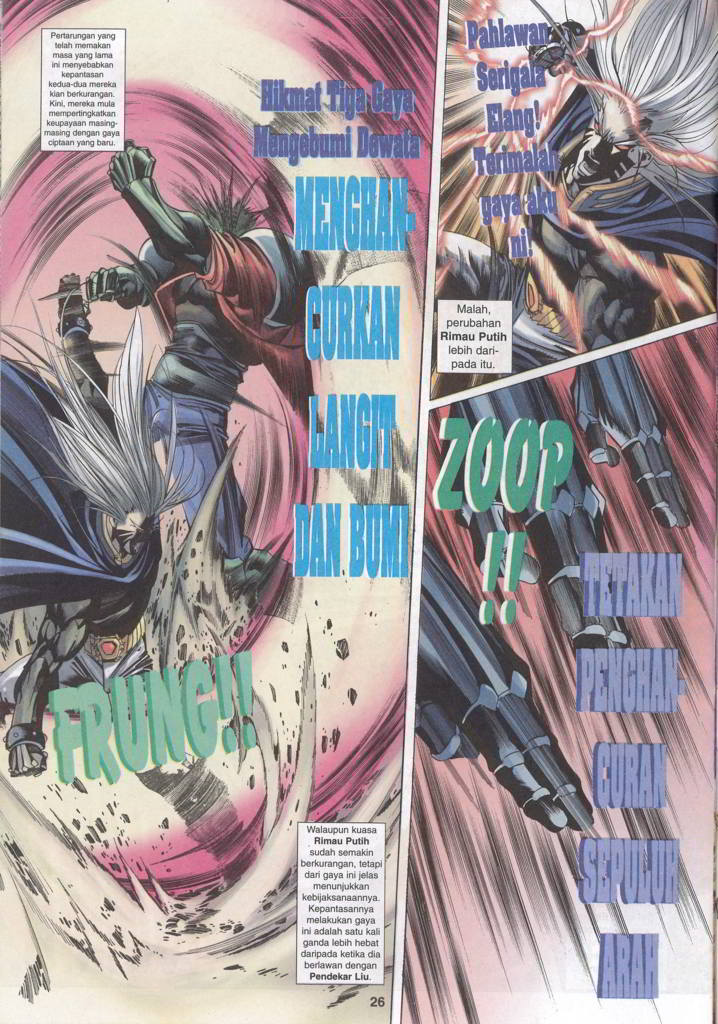 Pertarungan yang
telah memakan
masa yang lama
ini menyebabkan
kepantasan
kedua-dua mereka
kian berkurangan.
Kini, mereka mula
mempertingkatkan
keupayaan masing-
masing dengan gaya
ciptaan yang baru.
Hikmat Tiga Gaya
Mengebumi Dewata
MENGHAN-
CURKAN
LANGIT
DAN BUMI
FRUNG!!
Walaupun kuasa
Rimau Putih
sudah semakin
berkurangan, tetapi
dari gaya ini jelas
menunjukkan
kebijaksanaannya.
Kepantasannya
melakukan gaya
ini adalah satu kali
ganda lebih hebat
daripada ketika dia
berlawan dengan
Pendekar Liu.
26
Pahlawan
Serigala
Elang!
Terimalah
gaya aku
ni!
Malah,
perubahan
Rimau Putih
lebih dari-
pada itu.
ZOOP
!!
TETAKAN
PENGHAN-
CURAN
SEPULUH
ARAH